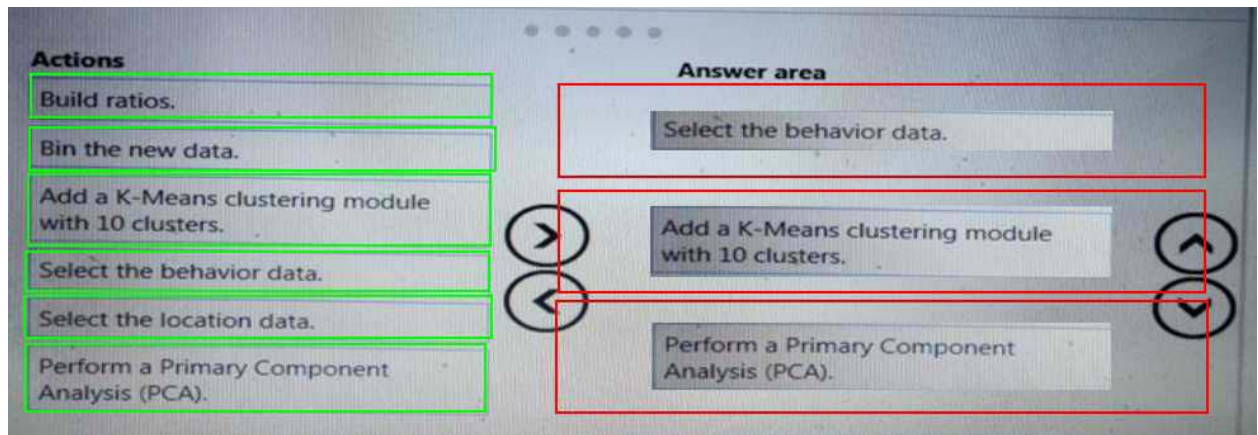 Actions
Build ratios.
Bin the new data.
Add a K-Means clustering module
with 10 clusters.
Select the behavior data.
Select the location data.
Perform a Primary Component
Analysis (PCA).
Answer area
Select the behavior data.
Add a K-Means clustering module
with 10 clusters.
Perform a Primary Component
Analysis (PCA).